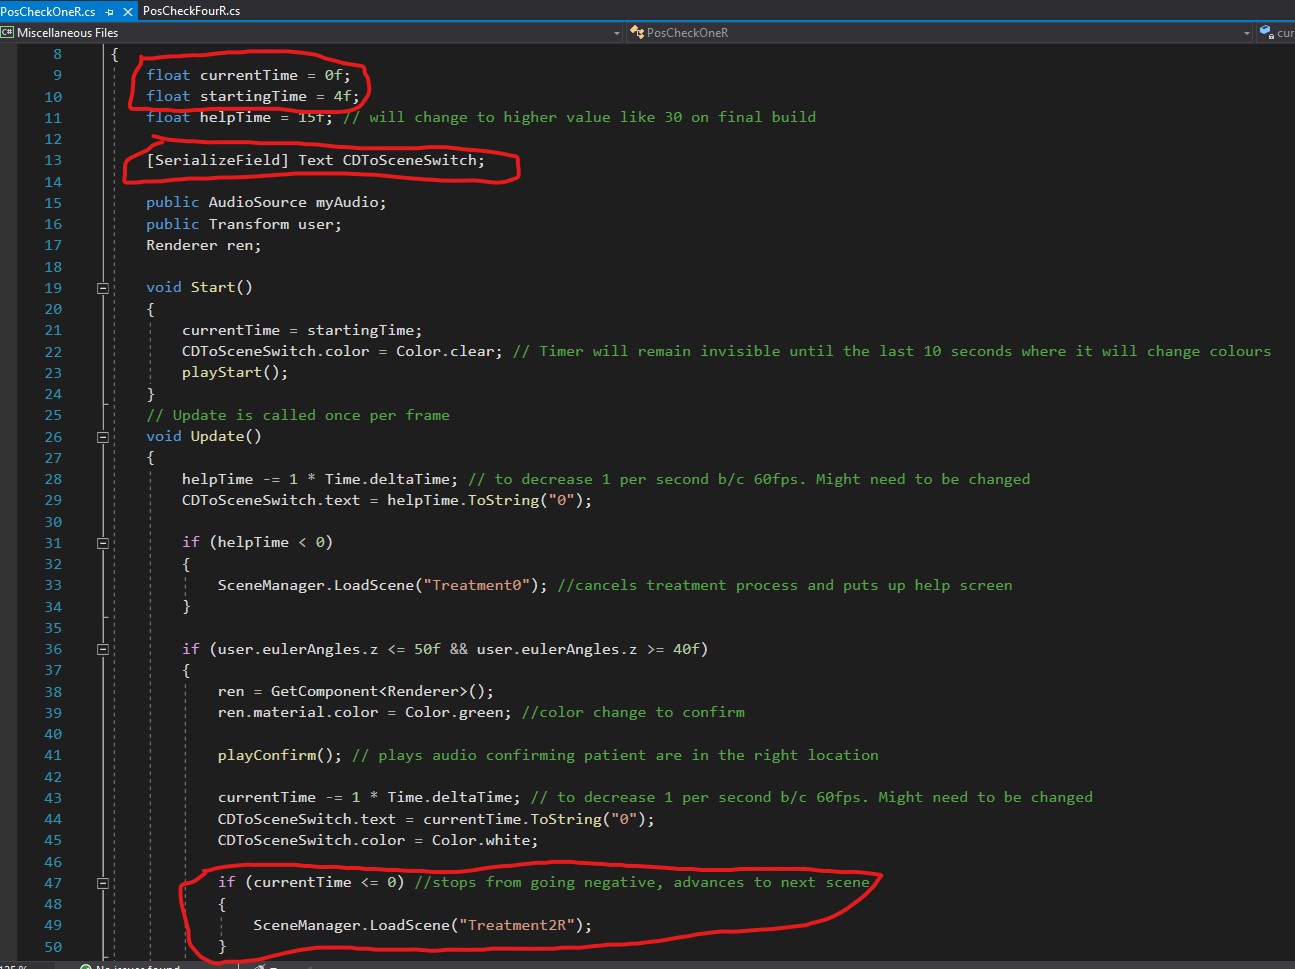 PosCheckOneR.cs PosCheckFourR.cs
C# Miscellaneous Files PosCheckOneR cur
8 {
9 float currentTime = 0f;
10 float startingTime = 4f;
11 float helpTime = 15f; // will change to higher value like 30 on final build
12
13 [SerializeField] Text CDToSceneSwitch;
14
15 public AudioSource myAudio;
16 public Transform user;
17 Renderer ren;
18
19 void Start()
20 {
21 currentTime = startingTime;
22 CDToSceneSwitch.color = Color.clear; // Timer will remain invisible until the last 10 seconds where it will change colours
23 playStart();
24 }
25 // Update is called once per frame
26 void Update()
27 {
28 helpTime -= 1 * Time.deltaTime; // to decrease 1 per second b/c 60fps. Might need to be changed
29 CDToSceneSwitch.text = helpTime.ToString("0");
30
31 if (helpTime < 0)
32 {
33 SceneManager.LoadScene("Treatment0"); //cancels treatment process and puts up help screen
34 }
35
36 if (user.eulerAngles.z <= 50f && user.eulerAngles.z >= 40f)
37 {
38 ren = GetComponent<Renderer>();
39 ren.material.color = Color.green; //color change to confirm
40
41 playConfirm(); // plays audio confirming patient are in the right location
42
43 currentTime -= 1 * Time.deltaTime; // to decrease 1 per second b/c 60fps. Might need to be changed
44 CDToSceneSwitch.text = currentTime.ToString("0");
45 CDToSceneSwitch.color = Color.white;
46
47 if (currentTime <= 0) //stops from going negative, advances to next scene
48 {
49 SceneManager.LoadScene("Treatment2R");
50 }
No issues found